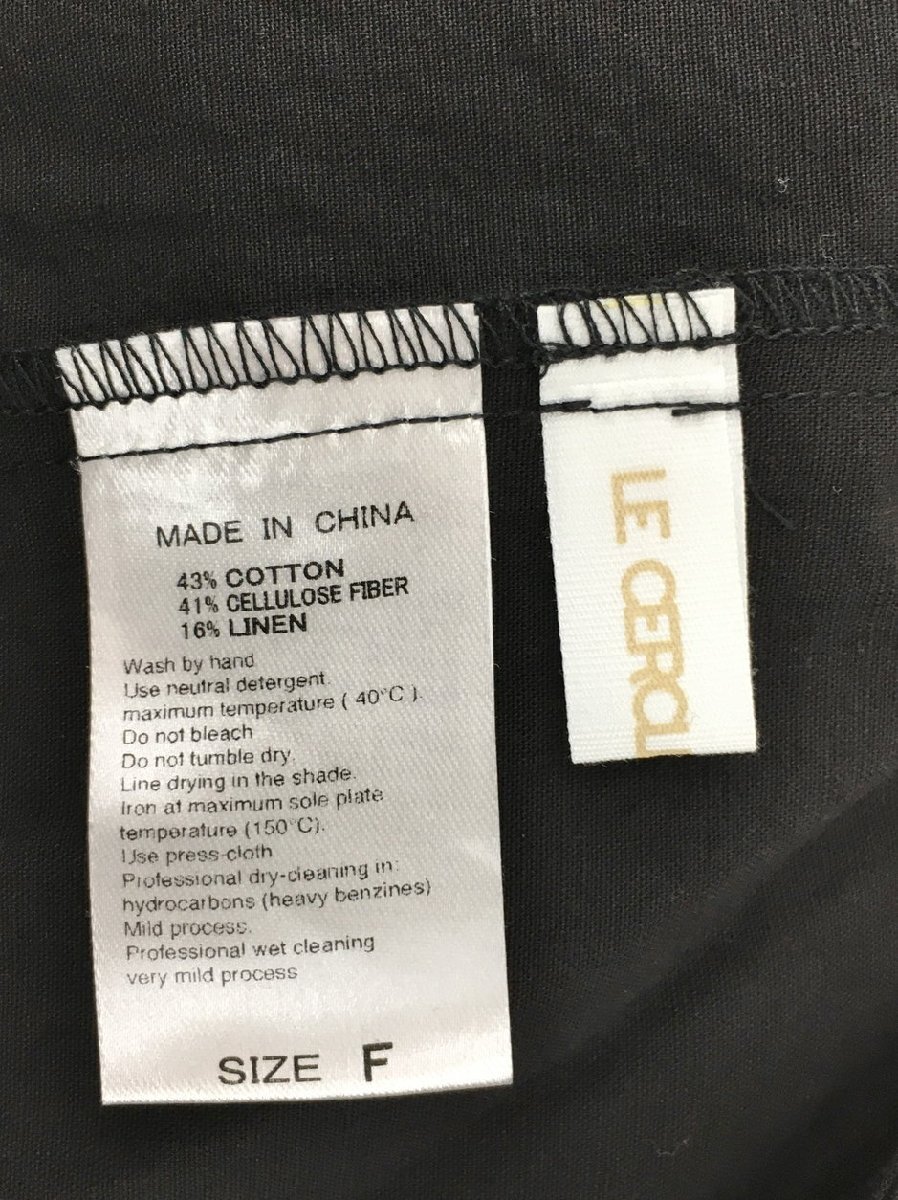 MADE IN CHINA
43% COTTON
41% CELLULOSE FIBER
16% LINEN
Wash by hand
Use neutral detergent.
maximum temperature ( 40°C ).
Do not bleach
Do not tumble dry.
Line drying in the shade.
Iron at maximum sole plate
temperature (150°C).
Use press-cloth
Professional dry-cleaning in:
hydrocarbons (heavy benzines)
Mild process.
Professional wet cleaning
very mild process
SIZE F
LE